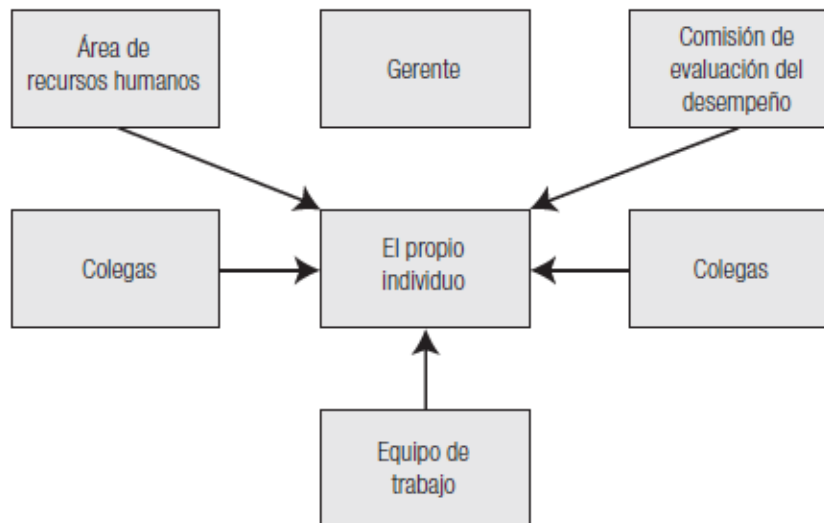 Área de
recursos humanos
Gerente
Comisión de
evaluación del
desempeño
Colegas
El propio
individuo
Colegas
Equipo de
trabajo